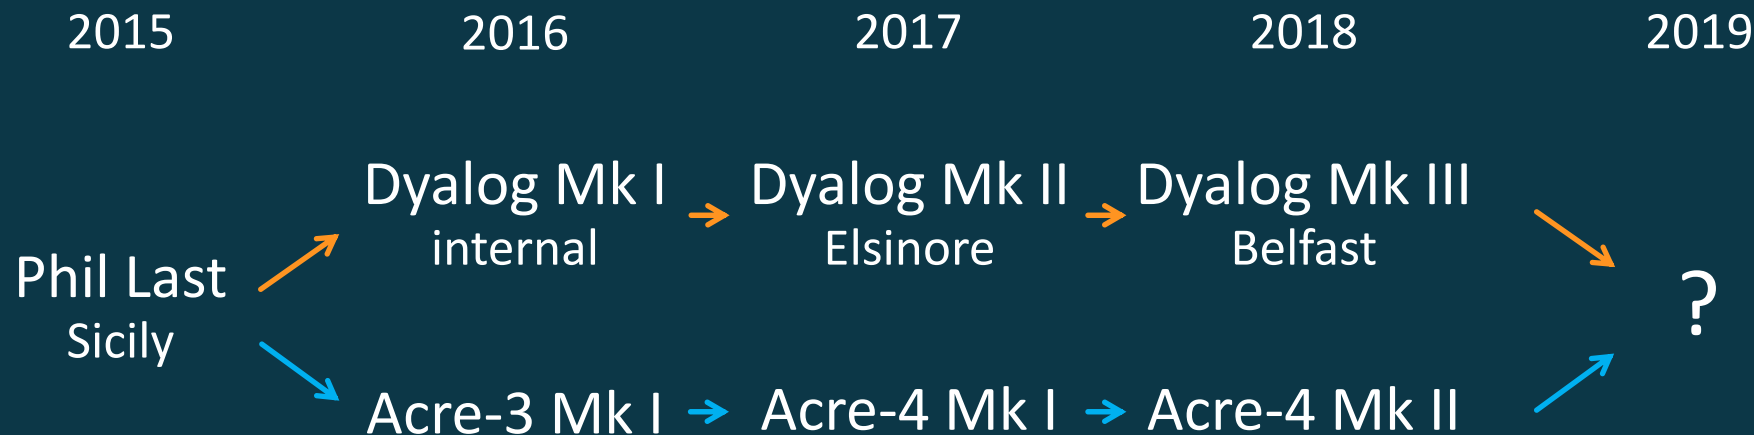 2015 2016 2017 2018 2019
Dyalog Mk I Dyalog Mk II Dyalog Mk III
internal Elsinore Belfast
Phil Last
Sicily
?
Acre-3 Mk I Acre-4 Mk I Acre-4 Mk II